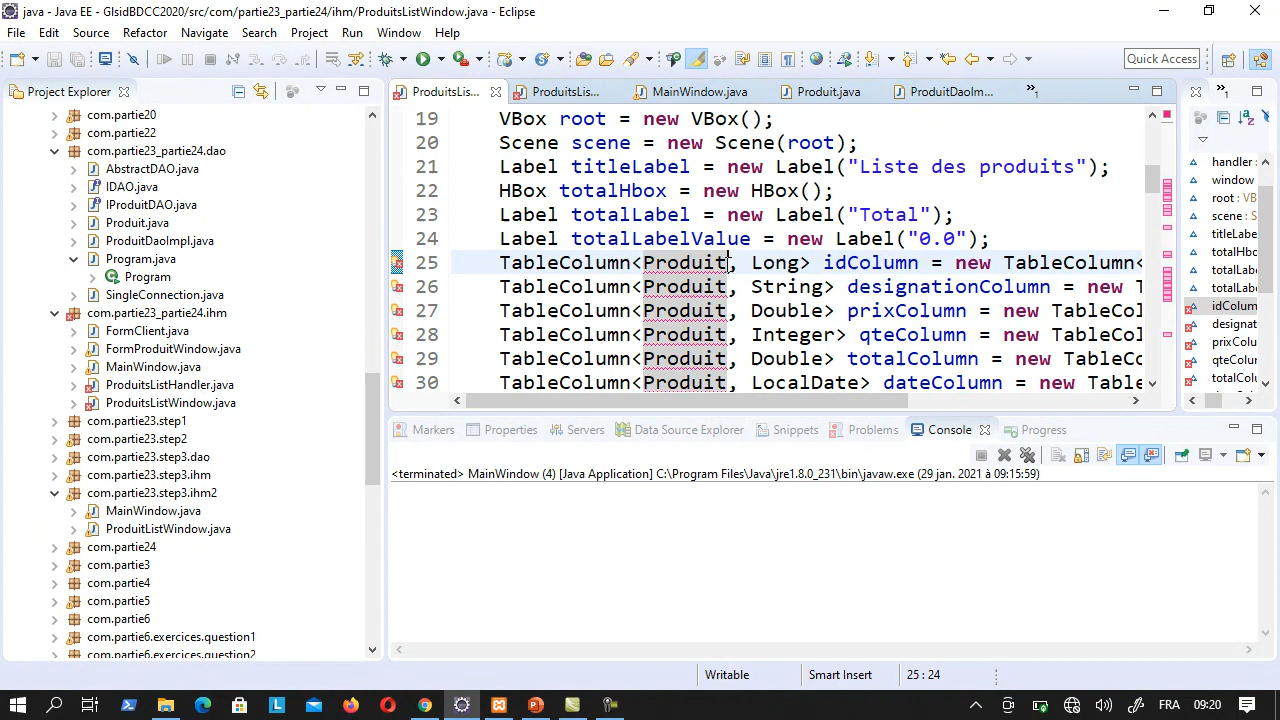 java - Java EE - GlsidBDCC2020/src/com/partie23_partie24/ihm/ProduitsListWindow.java - Eclipse
File Edit Source Refactor Navigate Search Project Run Window Help
Quick Access
Project Explorer
ProduitsLis... ProduitsLis... MainWindow.java Produit.java ProduitDaoIm... »1
»1
com.partie20
com.partie22
com.partie23_partie24.dao
AbstractDAO.java
IDAO.java
IProduitDAO.java
Produit.java
ProduitDaoImpl.java
Program.java
Program
SingleConnection.java
com.partie23_partie24.ihm
FormClient.java
FormProduitWindow.java
MainWindow.java
ProduitsListHandler.java
ProduitsListWindow.java
com.partie23.step1
com.partie23.step2
com.partie23.step3.dao
com.partie23.step3.ihm
com.partie23.step3.ihm2
MainWindow.java
ProduitListWindow.java
com.partie24
com.partie3
com.partie4
com.partie5
com.partie6
com.partie6.exercices.question1
com.partie6.exercices.question2
19 VBox root = new VBox();
20 Scene scene = new Scene(root);
21 Label titleLabel = new Label("Liste des produits");
22 HBox totalHbox = new HBox();
23 Label totalLabel = new Label("Total");
24 Label totalLabelValue = new Label("0.0");
25 TableColumn<Produit, Long> idColumn = new TableColumn<
26 TableColumn<Produit, String> designationColumn = new T
27 TableColumn<Produit, Double> prixColumn = new TableCol
28 TableColumn<Produit, Integer> qteColumn = new TableCol
29 TableColumn<Produit, Double> totalColumn = new TableCo
30 TableColumn<Produit, LocalDate> dateColumn = new Table
handler :
window
root : VB
scene : S
titleLabe
totalHbo
totalLabe
totalLabe
idColum
designat
prixColu
qteColu
totalColu
dateColu
Markers Properties Servers Data Source Explorer Snippets Problems Console Progress
<terminated> MainWindow (4) [Java Application] C:\Program Files\Java\jre1.8.0_231\bin\javaw.exe (29 janv. 2021 à 09:15:59)
Writable Smart Insert 25 : 24
FR 09:20